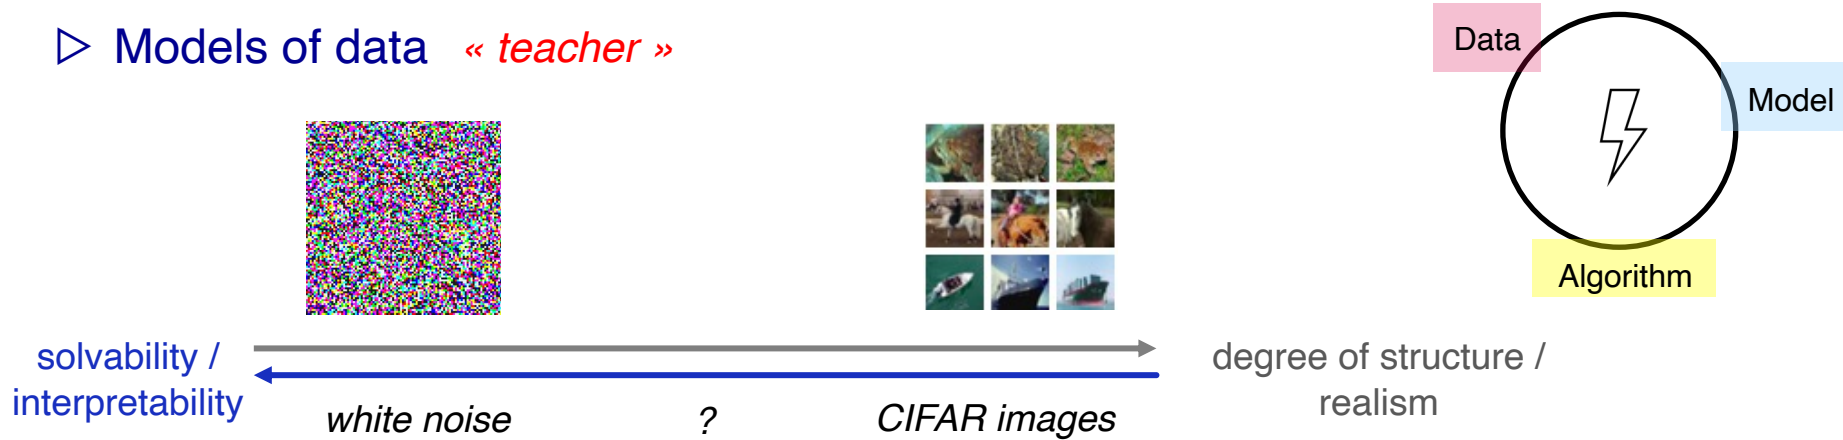 ▷ Models of data « teacher »
Data
Model
Algorithm
solvability /
interpretability
degree of structure /
realism
white noise
?
CIFAR images